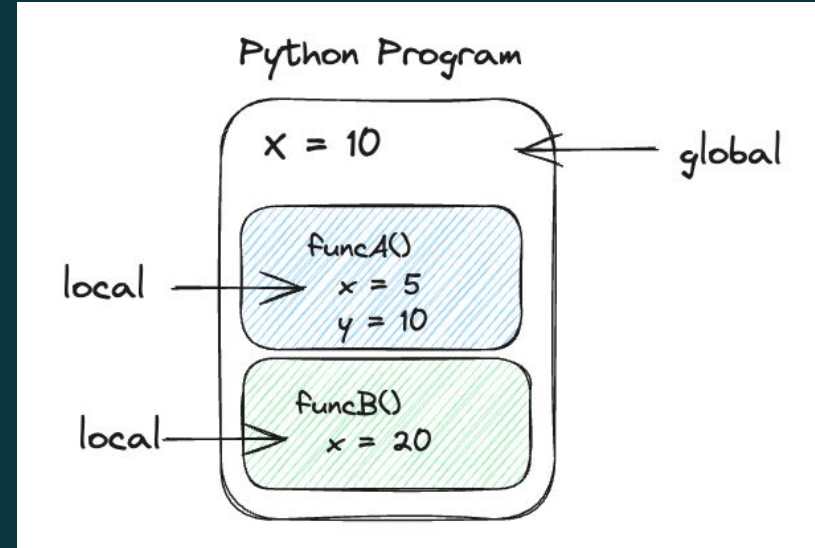 Python Program
x = 10
global
funcA()
local
x = 5
y = 10
funcB()
local
x = 20